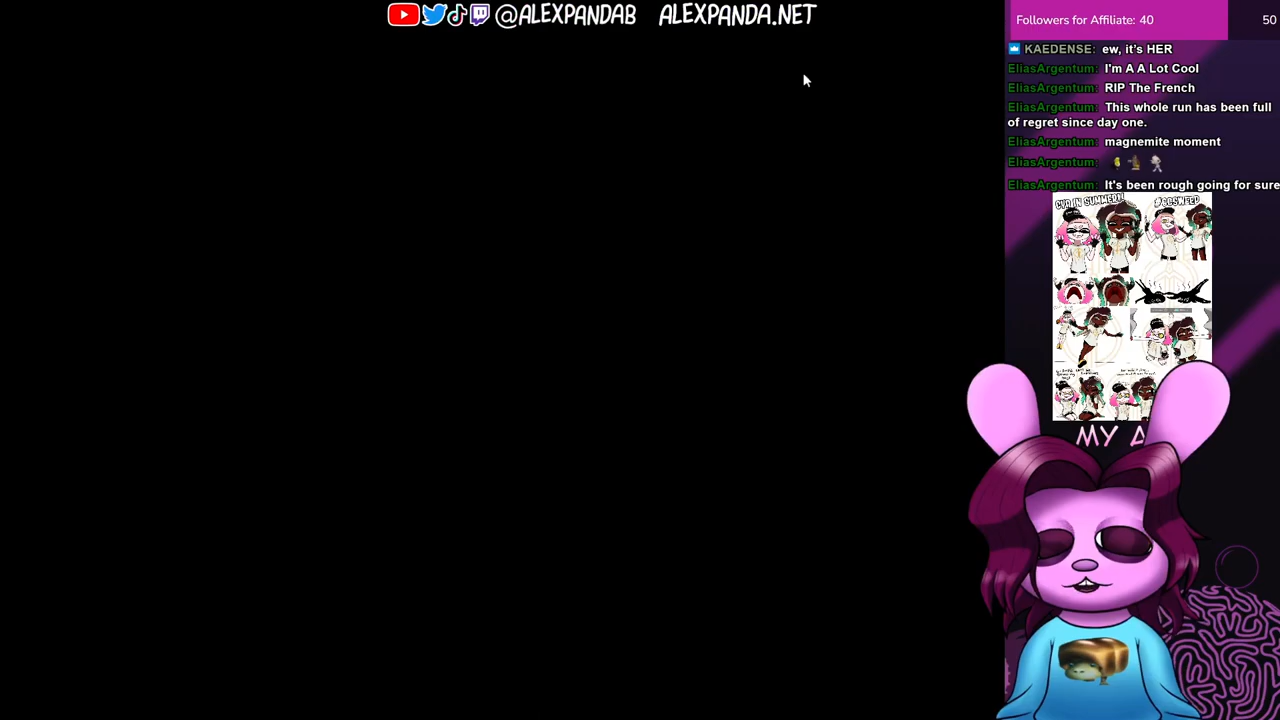 @ALEXPANDAB ALEXPANDA.NET
Followers for Affiliate: 40 50
KAEDENSE: ew, it's HER
EliasArgentum: I'm A A Lot Cool
EliasArgentum: RIP The French
EliasArgentum: This whole run has been full
of regret since day one.
EliasArgentum: magnemite moment
EliasArgentum:
EliasArgentum: It's been rough going for sure
MY